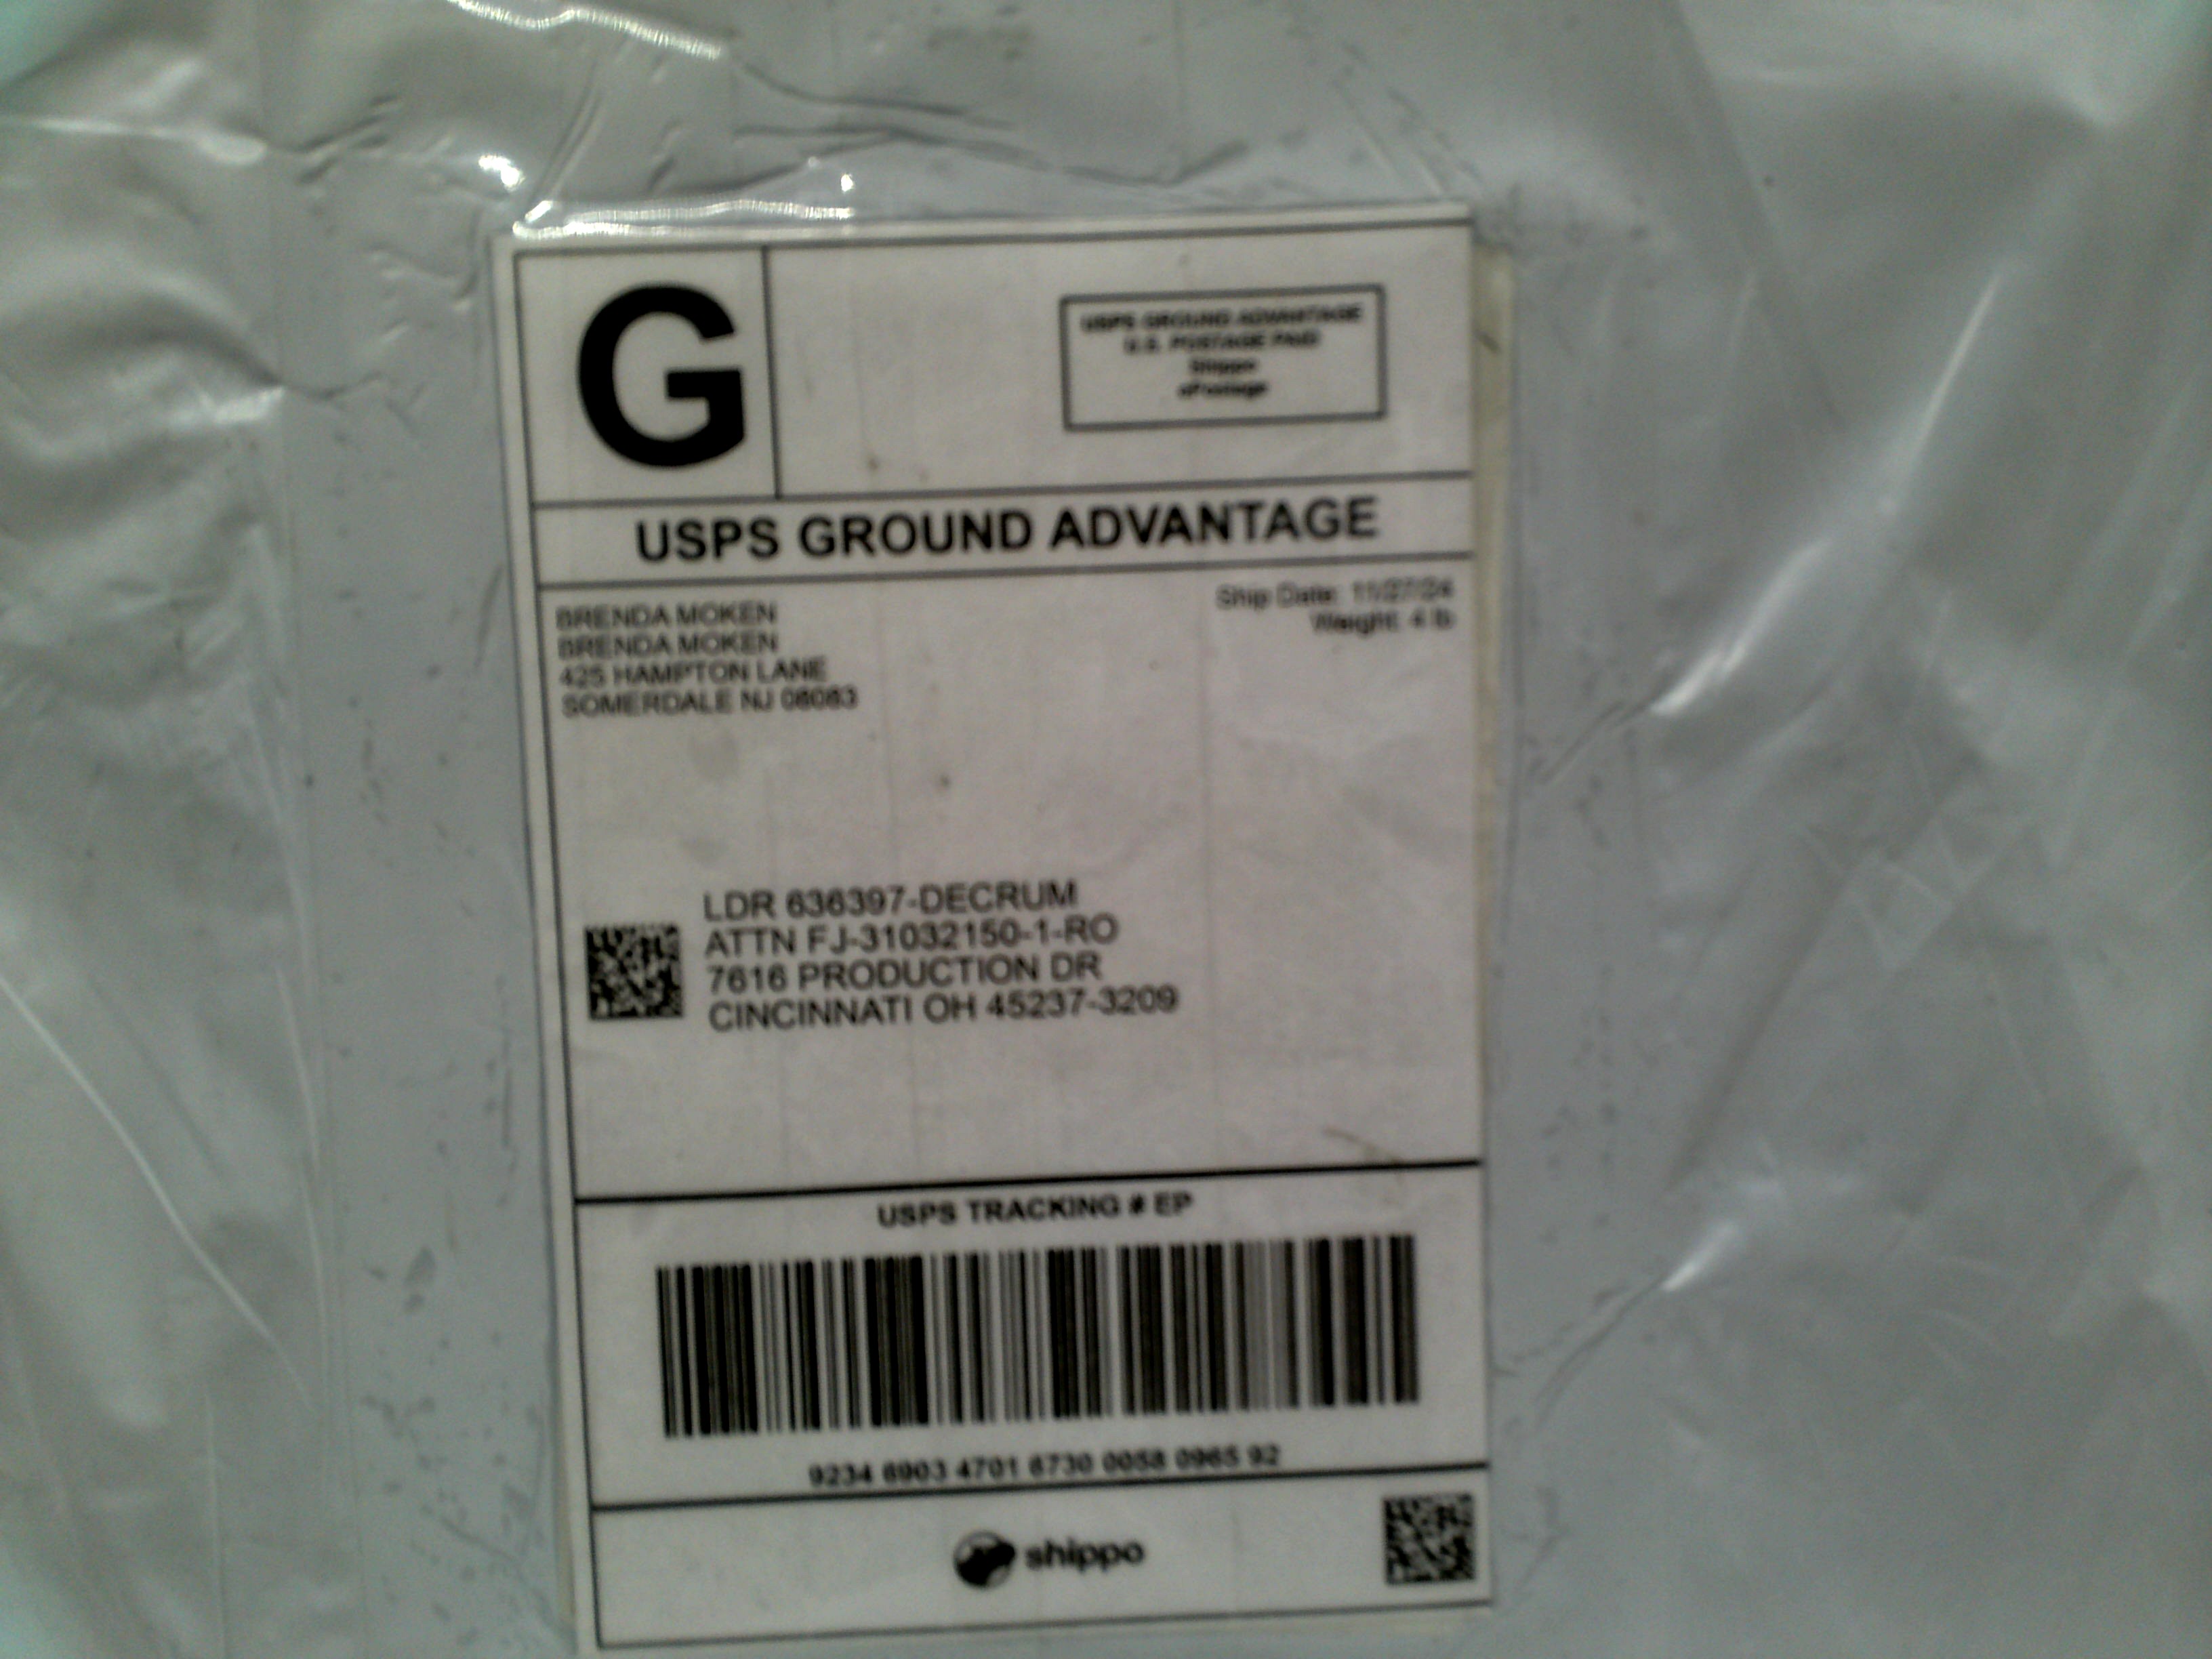 G
USPS GROUND ADVANTAGE
U.S. POSTAGE PAID
Shippo
ePostage
USPS GROUND ADVANTAGE
BRENDA MOKEN
BRENDA MOKEN
425 HAMPTON LANE
SOMERDALE NJ 08083
Ship Date: 11/27/24
Weight: 4 lb
LDR 636397-DECRUM
ATTN FJ-31032150-1-RO
7616 PRODUCTION DR
CINCINNATI OH 45237-3209
USPS TRACKING # EP
9234 6903 4701 6730 0058 0965 92
shippo